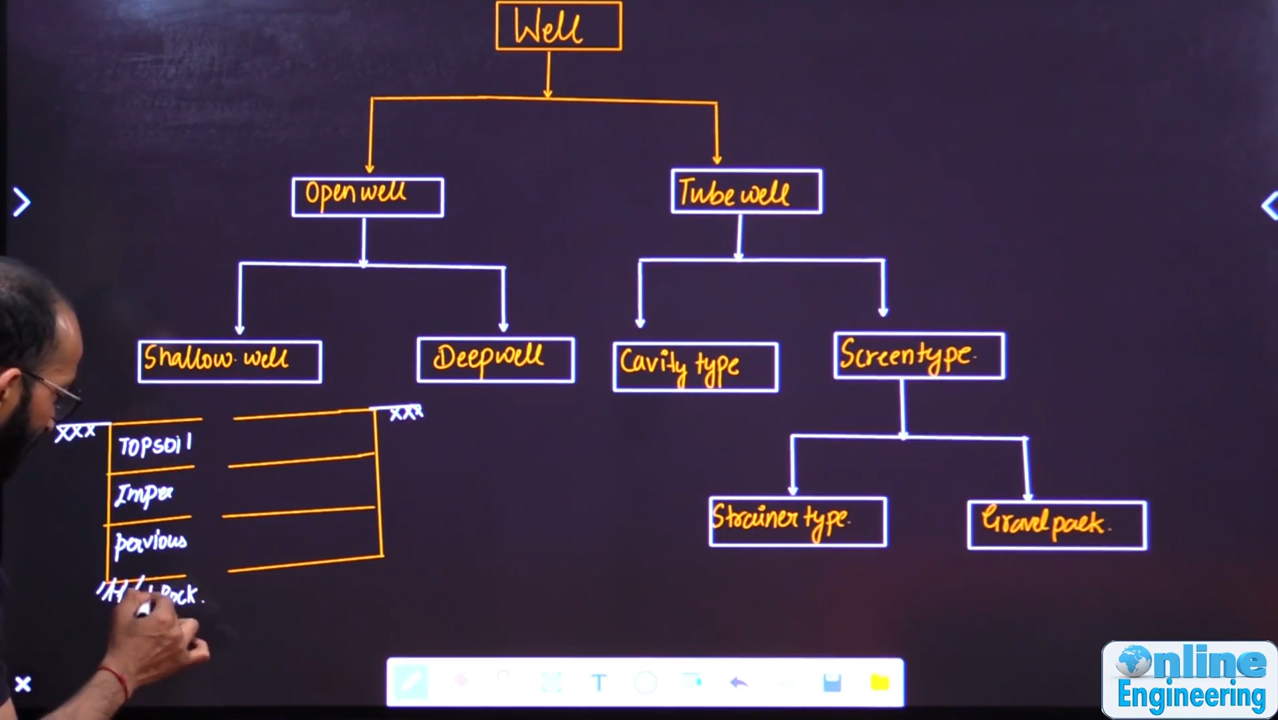 Well
Open well
Tube well
Shallow well
Deep well
Cavity type
Screen type.
XXX
XXX
Topsoil
Imper
pervious
Rock.
Strainer type.
Gravel pack.
T
Online
Engineering